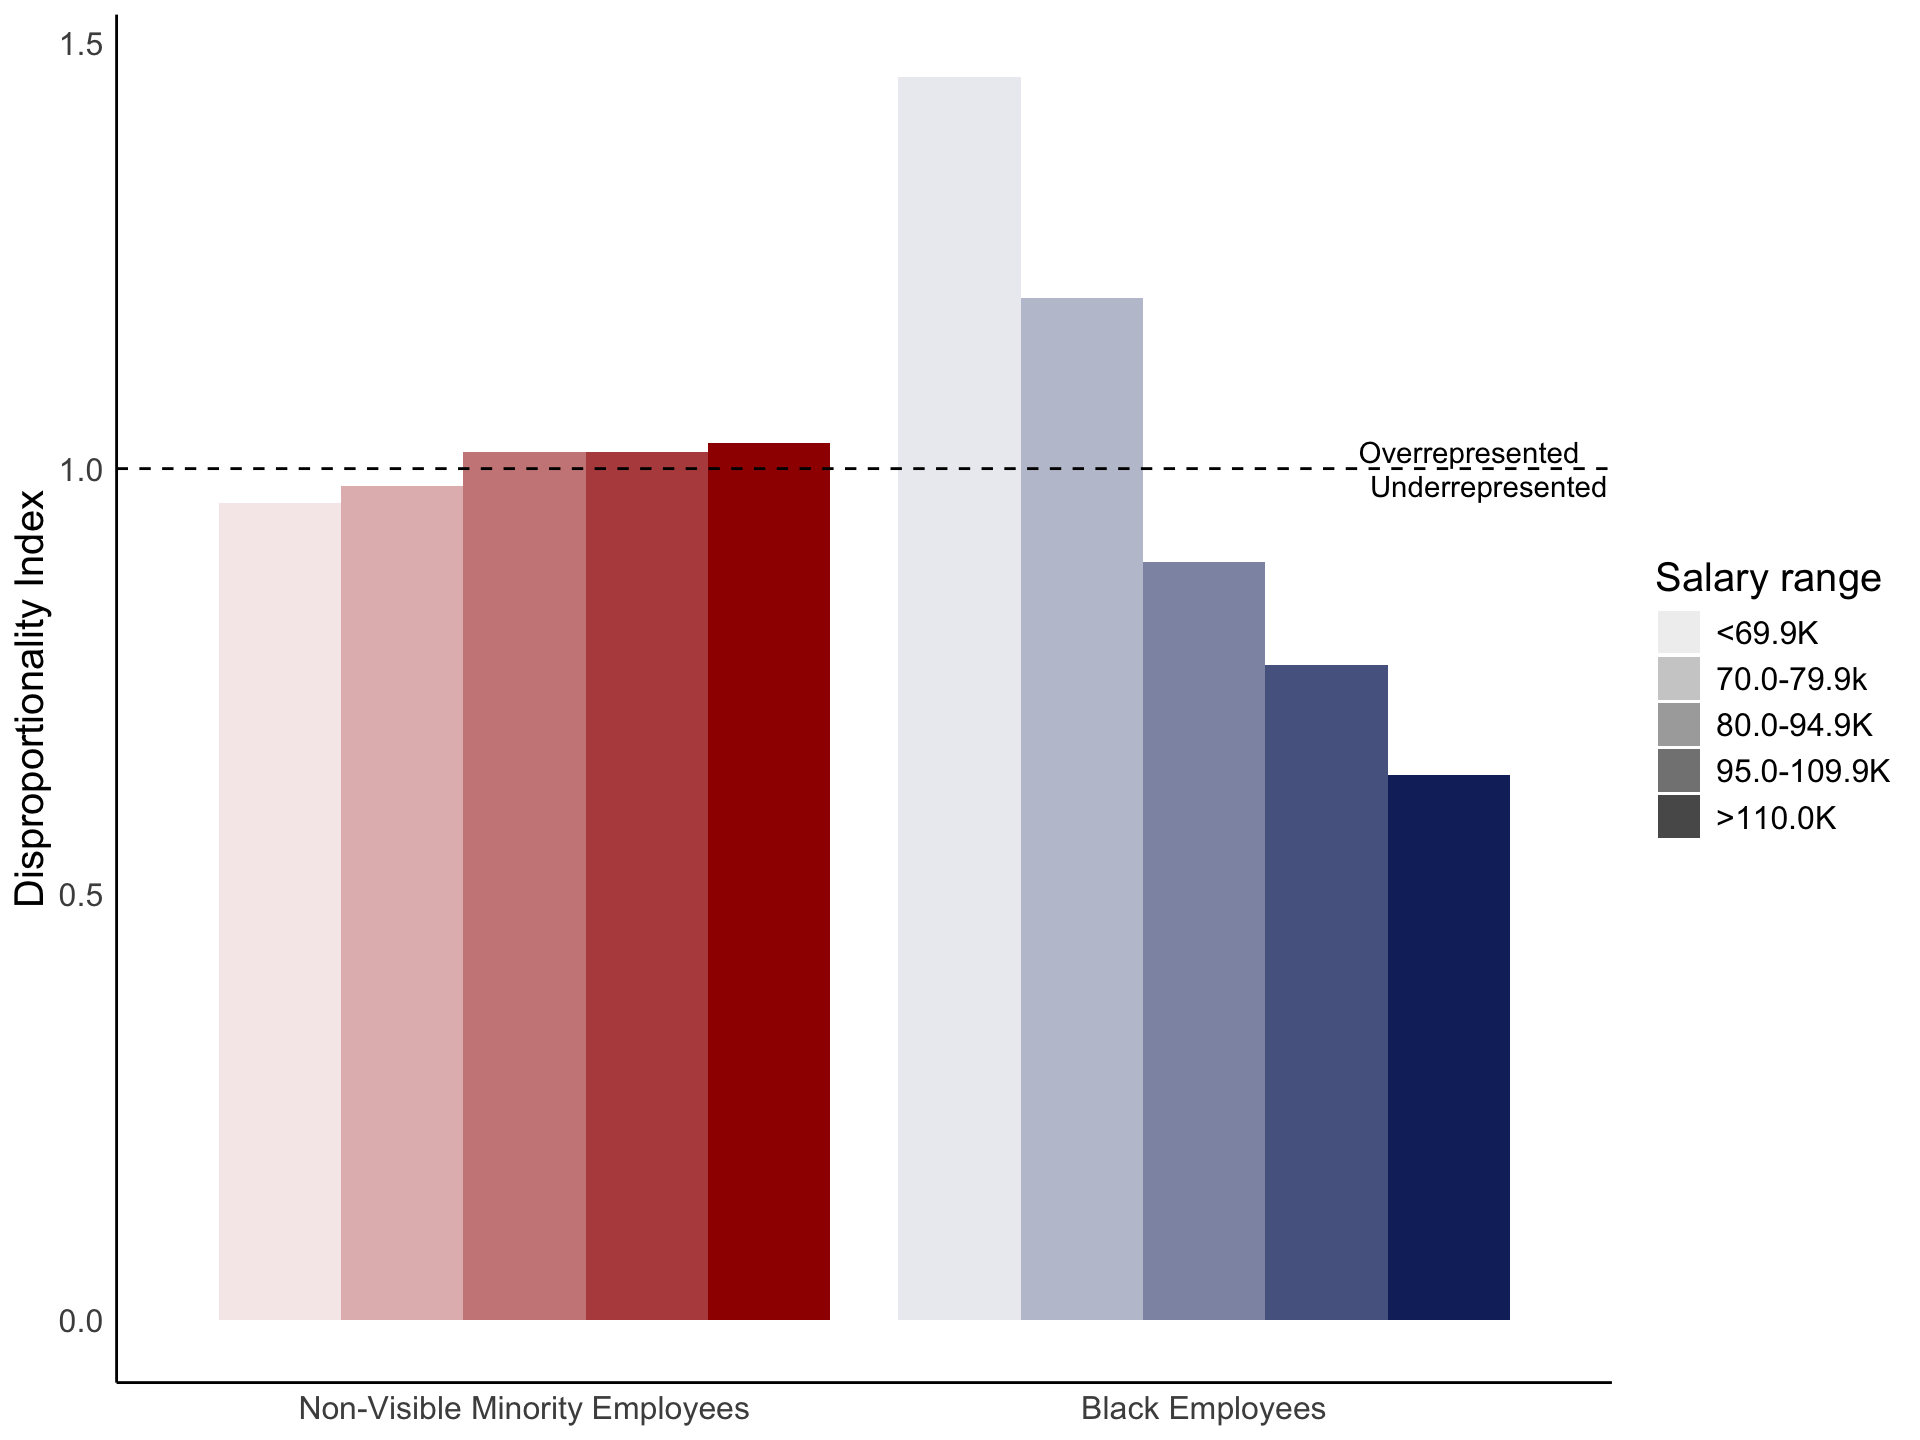 1.5
1.0
0.5
0.0
Disproportionality Index
Overrepresented
Underrepresented
Non-Visible Minority Employees
Black Employees
Salary range
<69.9K
70.0-79.9k
80.0-94.9K
95.0-109.9K
>110.0K